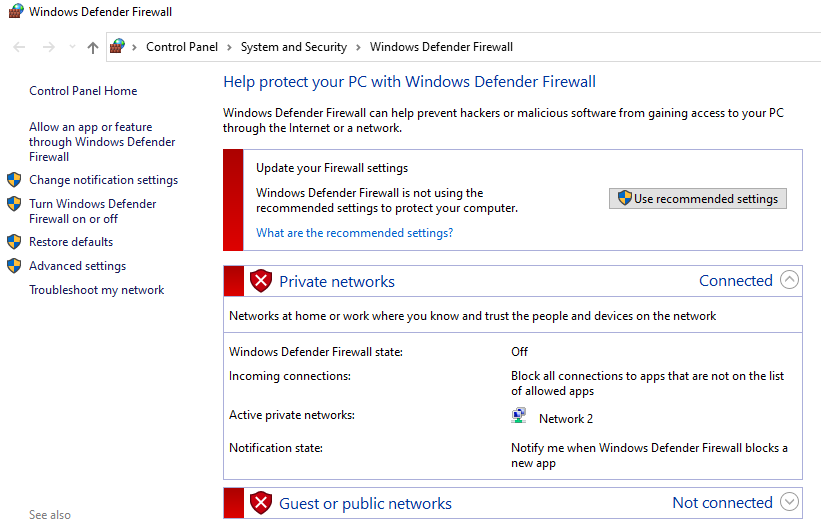 Windows Defender Firewall
Control Panel > System and Security > Windows Defender Firewall
Control Panel Home
Allow an app or feature
through Windows Defender
Firewall
Change notification settings
Turn Windows Defender
Firewall on or off
Restore defaults
Advanced settings
Troubleshoot my network
See also
Help protect your PC with Windows Defender Firewall
Windows Defender Firewall can help prevent hackers or malicious software from gaining access to your PC
through the Internet or a network.
Update your Firewall settings
Windows Defender Firewall is not using the
recommended settings to protect your computer.
Use recommended settings
What are the recommended settings?
Private networks Connected
Networks at home or work where you know and trust the people and devices on the network
Windows Defender Firewall state: Off
Incoming connections: Block all connections to apps that are not on the list
of allowed apps
Active private networks: Network 2
Notification state: Notify me when Windows Defender Firewall blocks a
new app
Guest or public networks Not connected